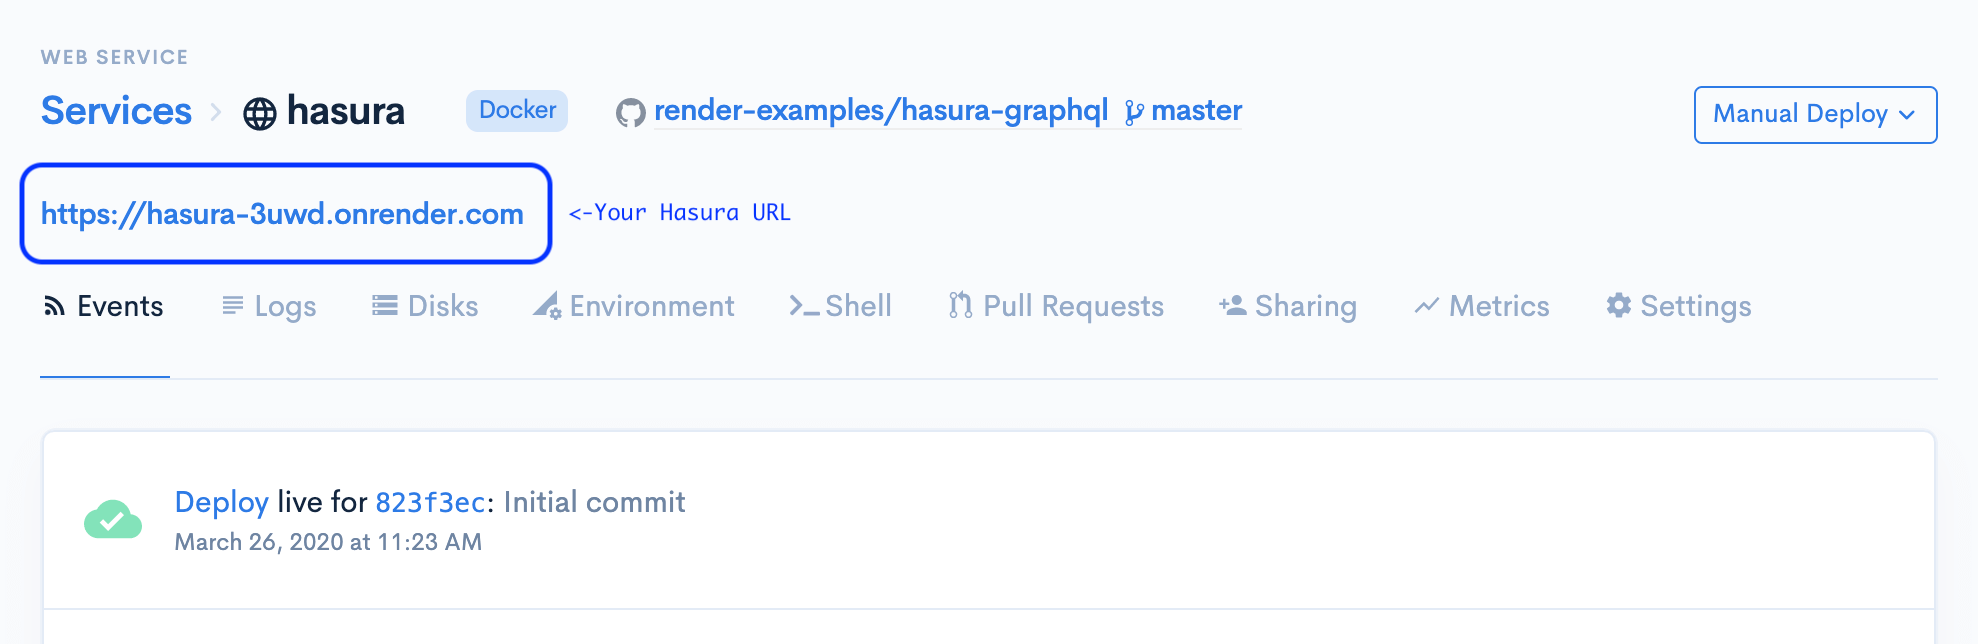 WEB SERVICE
Services > hasura Docker render-examples/hasura-graphql master Manual Deploy
https://hasura-3uwd.onrender.com <-Your Hasura URL
Events Logs Disks Environment Shell Pull Requests Sharing Metrics Settings
Deploy live for 823f3ec: Initial commit
March 26, 2020 at 11:23 AM